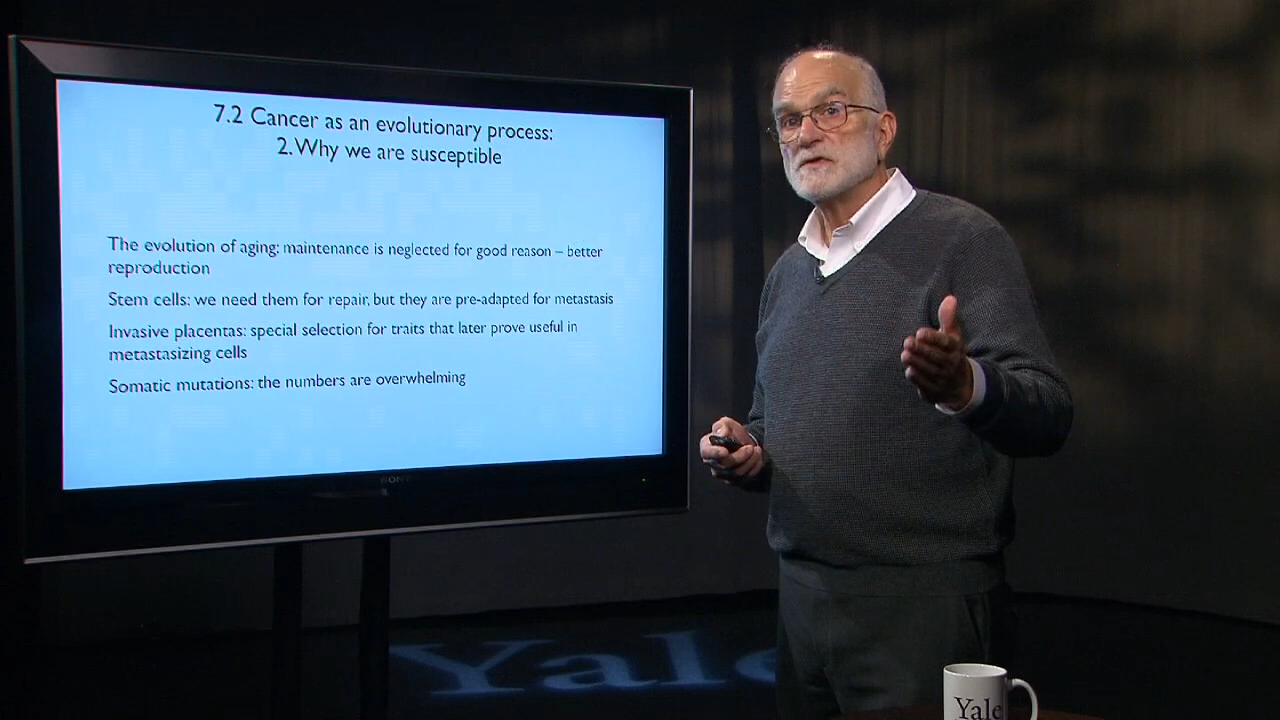 7.2 Cancer as an evolutionary process:
2. Why we are susceptible
The evolution of aging: maintenance is neglected for good reason – better
reproduction
Stem cells: we need them for repair, but they are pre-adapted for metastasis
Invasive placentas: special selection for traits that later prove useful in
metastasizing cells
Somatic mutations: the numbers are overwhelming
SONY
Yale
Yale